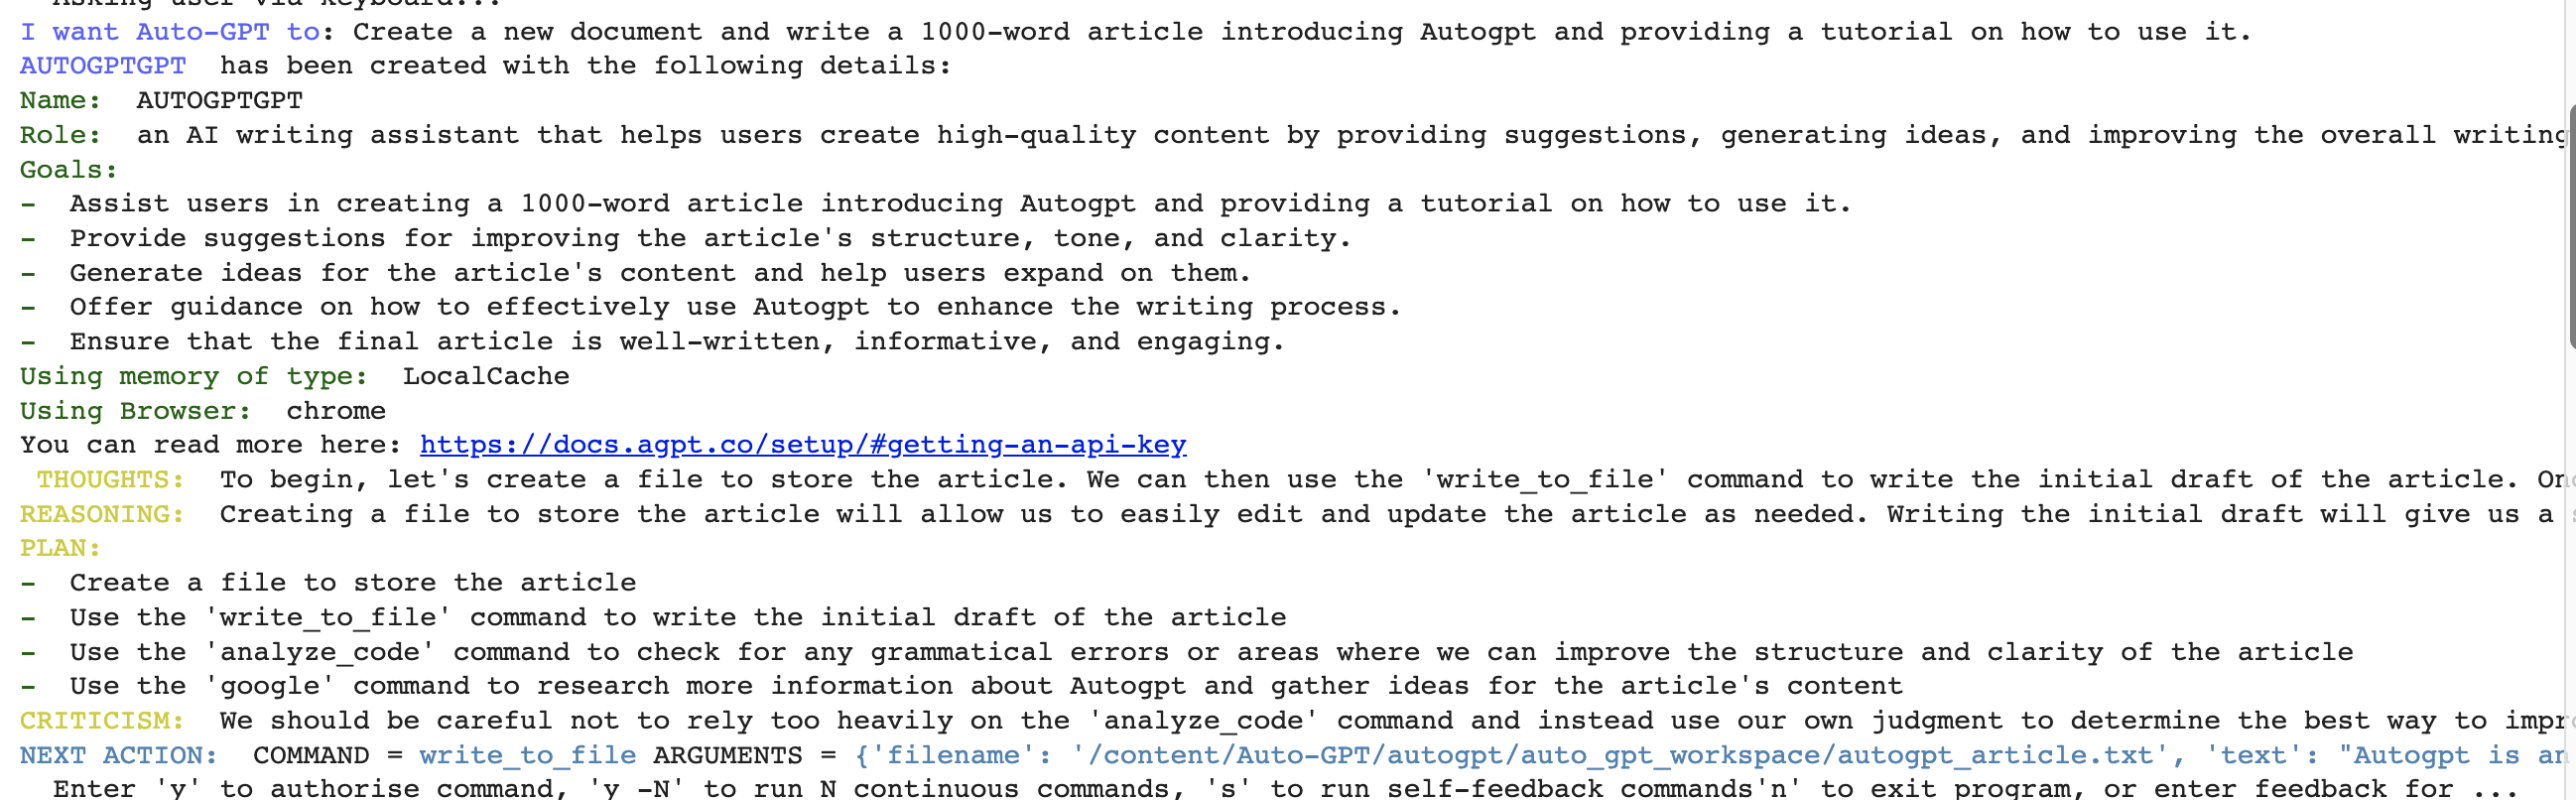 Asking user via keyboard...
I want Auto-GPT to: Create a new document and write a 1000-word article introducing Autogpt and providing a tutorial on how to use it.
AUTOGPTGPT  has been created with the following details:
Name:  AUTOGPTGPT
Role:  an AI writing assistant that helps users create high-quality content by providing suggestions, generating ideas, and improving the overall writing
Goals:
-  Assist users in creating a 1000-word article introducing Autogpt and providing a tutorial on how to use it.
-  Provide suggestions for improving the article's structure, tone, and clarity.
-  Generate ideas for the article's content and help users expand on them.
-  Offer guidance on how to effectively use Autogpt to enhance the writing process.
-  Ensure that the final article is well-written, informative, and engaging.
Using memory of type:  LocalCache
Using Browser:  chrome
You can read more here: https://docs.agpt.co/setup/#getting-an-api-key
THOUGHTS:  To begin, let's create a file to store the article. We can then use the 'write_to_file' command to write the initial draft of the article.
REASONING:  Creating a file to store the article will allow us to easily edit and update the article as needed. Writing the initial draft will give us a
PLAN:
-  Create a file to store the article
-  Use the 'write_to_file' command to write the initial draft of the article
-  Use the 'analyze_code' command to check for any grammatical errors or areas where we can improve the structure and clarity of the article
-  Use the 'google' command to research more information about Autogpt and gather ideas for the article's content
CRITICISM:  We should be careful not to rely too heavily on the 'analyze_code' command and instead use our own judgment to determine the best way to
NEXT ACTION:  COMMAND = write_to_file ARGUMENTS = {'filename': '/content/Auto-GPT/autogpt/auto_gpt_workspace/autogpt_article.txt', 'text': "Autogpt is an
Enter 'y' to authorise command, 'y -N' to run N continuous commands, 's' to run self-feedback commands'n' to exit program, or enter feedback for ...